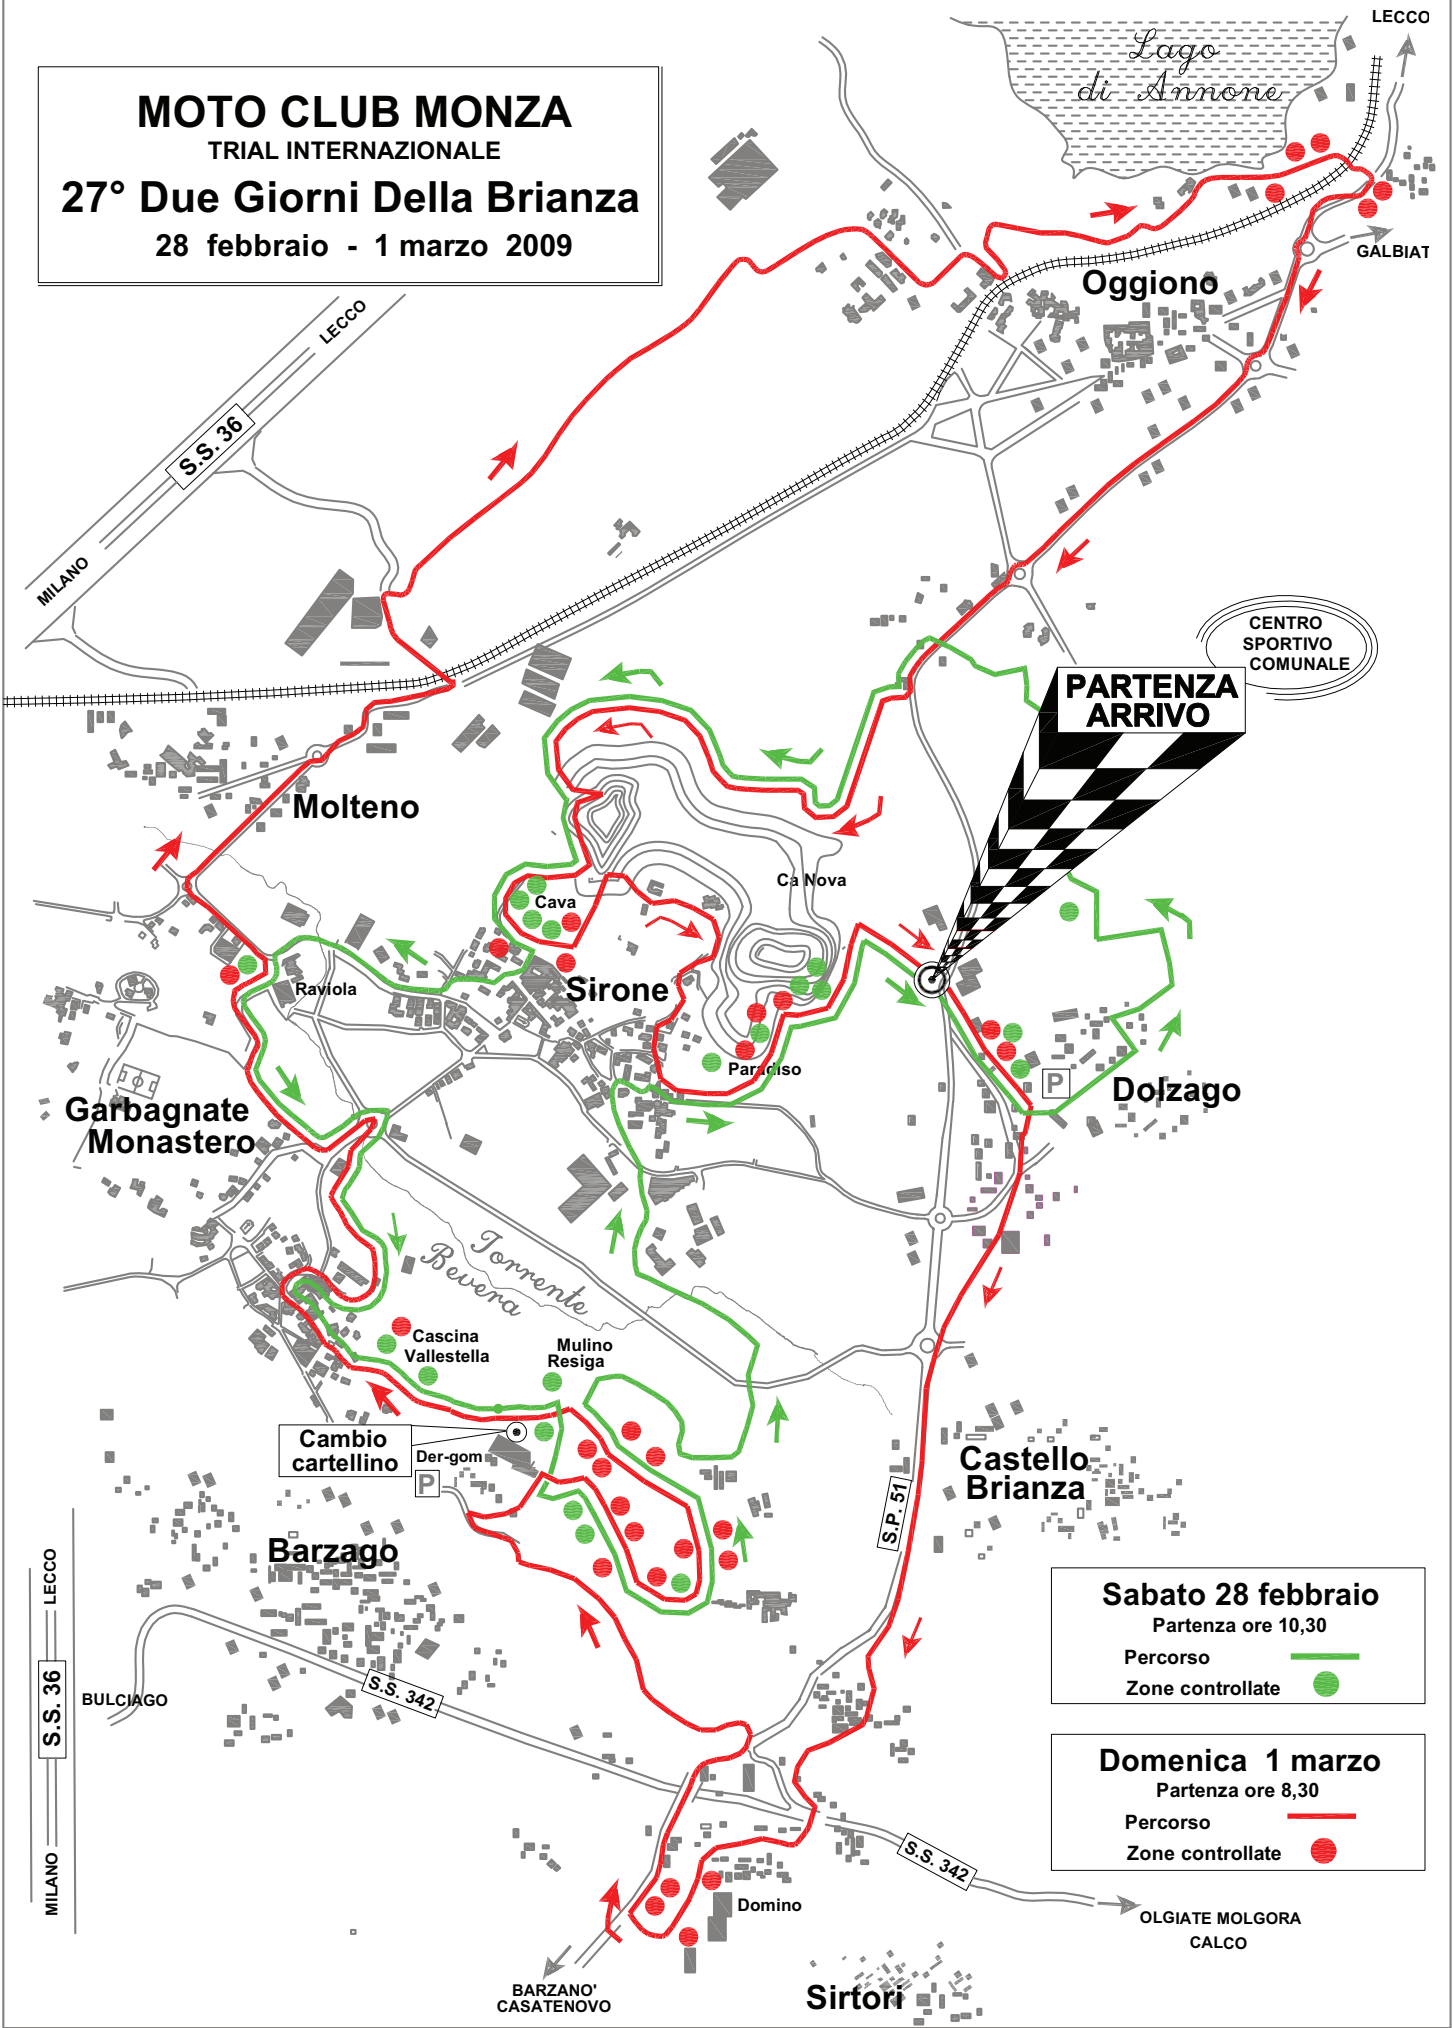 MOTO CLUB MONZA
TRIAL INTERNAZIONALE
27° Due Giorni Della Brianza
28 febbraio - 1 marzo 2009
LECCO
Lago
di Annone
GALBIAT
Oggiono
LECCO
S.S. 36
MILANO
CENTRO
SPORTIVO
COMUNALE
PARTENZA
ARRIVO
Molteno
Ca Nova
Cava
Sirone
Raviola
Paradiso
P
Dolzago
Garbagnate
Monastero
Torrente
Bevera
Cascina
Vallestella
Mulino
Resiga
Cambio
cartellino
Der-gom
P
Castello
Brianza
S.P. 51
Barzago
LECCO
S.S. 36
MILANO
BULCIAGO
S.S. 342
Sabato 28 febbraio
Partenza ore 10,30
Percorso
Zone controllate
Domenica 1 marzo
Partenza ore 8,30
Percorso
Zone controllate
S.S. 342
Domino
OLGIATE MOLGORA
CALCO
BARZANO'
CASATENOVO
Sirtori